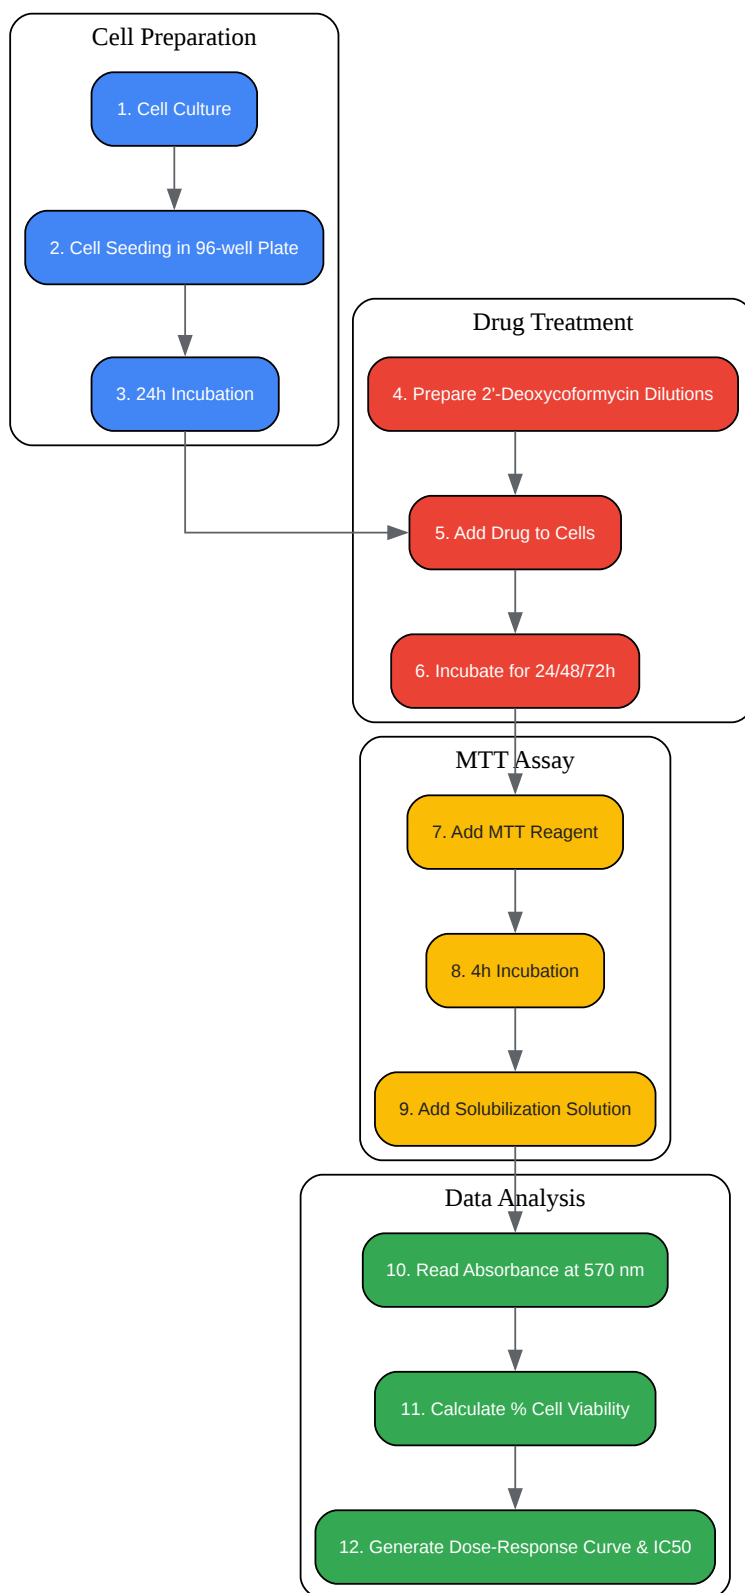 Cell Preparation
1. Cell Culture
2. Cell Seeding in 96-well Plate
3. 24h Incubation
Drug Treatment
4. Prepare 2'-Deoxycoformycin Dilutions
5. Add Drug to Cells
6. Incubate for 24/48/72h
MTT Assay
7. Add MTT Reagent
8. 4h Incubation
9. Add Solubilization Solution
Data Analysis
10. Read Absorbance at 570 nm
11. Calculate % Cell Viability
12. Generate Dose-Response Curve & IC50